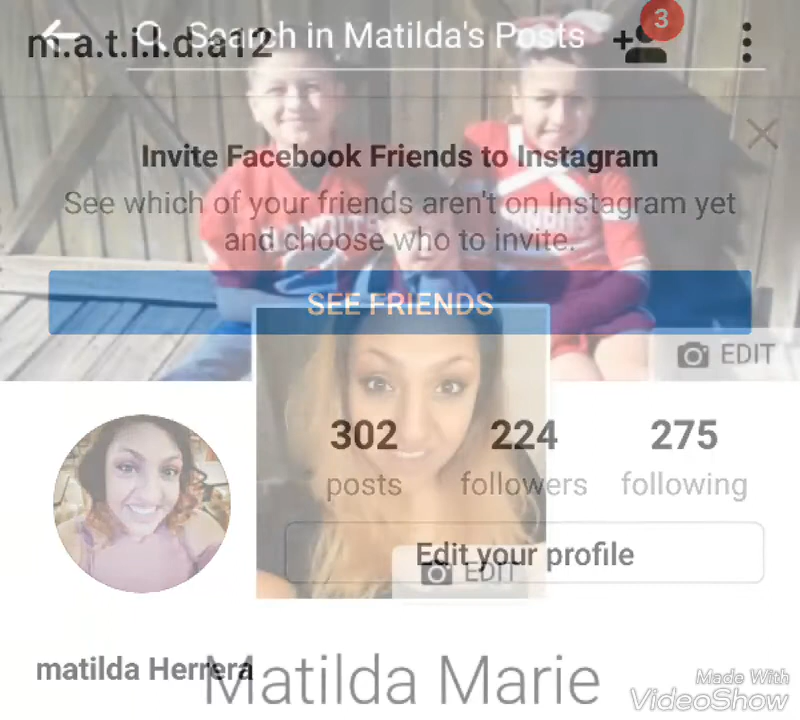 m.a.t.i.l.d.a12
Search in Matilda's Posts
3
Invite Facebook Friends to Instagram
See which of your friends aren't on Instagram yet
and choose who to invite.
SEE FRIENDS
EDIT
302 224 275
posts followers following
Edit your profile
EDIT
matilda Herrera
Matilda Marie
Made With
VideoShow